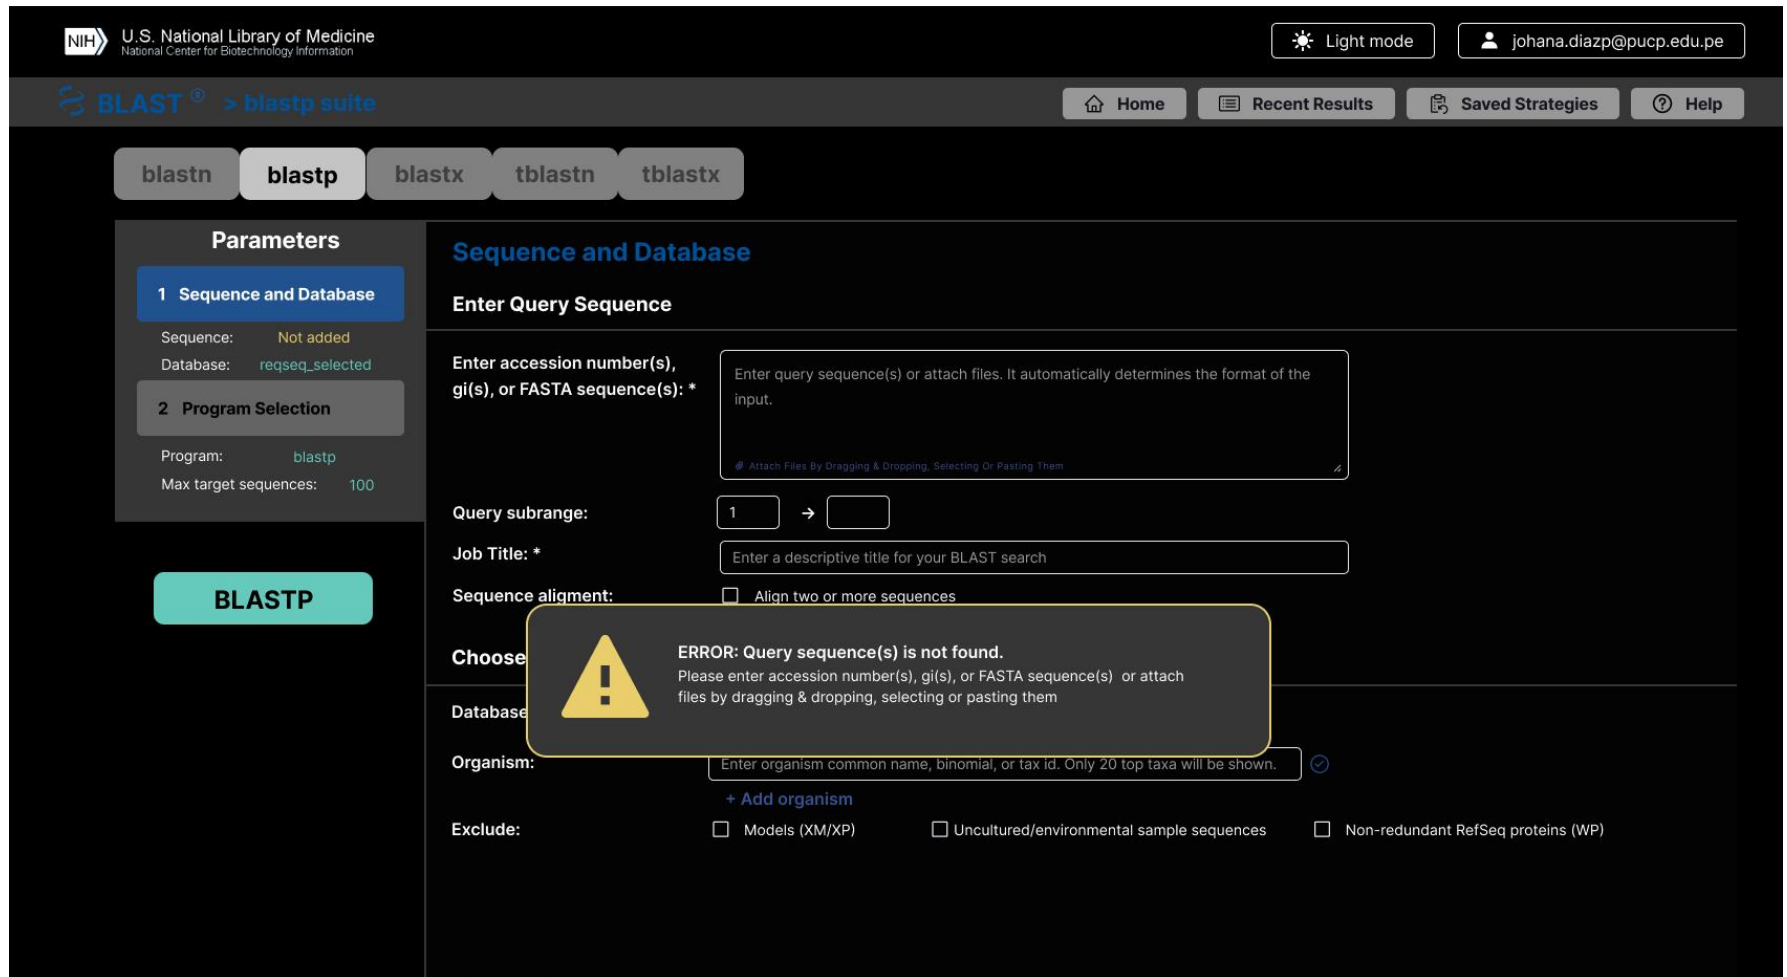 NIH
U.S. National Library of Medicine
National Center for Biotechnology Information
Light mode
johana.diazp@pucp.edu.pe
BLAST ® > blastp suite
Home
Recent Results
Saved Strategies
Help
blastn
blastp
blastx
tblastn
tblastx
Parameters
1 Sequence and Database
Sequence: Not added
Database: reqseq_selected
2 Program Selection
Program: blastp
Max target sequences: 100
BLASTP
Sequence and Database
Enter Query Sequence
Enter accession number(s),
gi(s), or FASTA sequence(s): *
Enter query sequence(s) or attach files. It automatically determines the format of the
input.
Attach Files By Dragging & Dropping, Selecting Or Pasting Them
Query subrange:
1
Job Title: *
Enter a descriptive title for your BLAST search
Sequence aligment:
Align two or more sequences
Choose
ERROR: Query sequence(s) is not found.
Please enter accession number(s), gi(s), or FASTA sequence(s) or attach
files by dragging & dropping, selecting or pasting them
Database
Organism:
Enter organism common name, binomial, or tax id. Only 20 top taxa will be shown.
+ Add organism
Exclude:
Models (XM/XP)
Uncultured/environmental sample sequences
Non-redundant RefSeq proteins (WP)